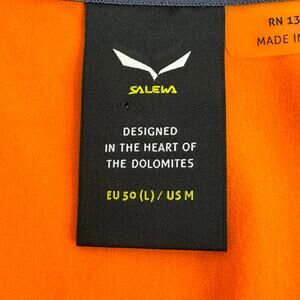 SALEWA
DESIGNED
IN THE HEART OF
THE DOLOMITES
EU 50 (L) / US M
RN 13
MADE IN